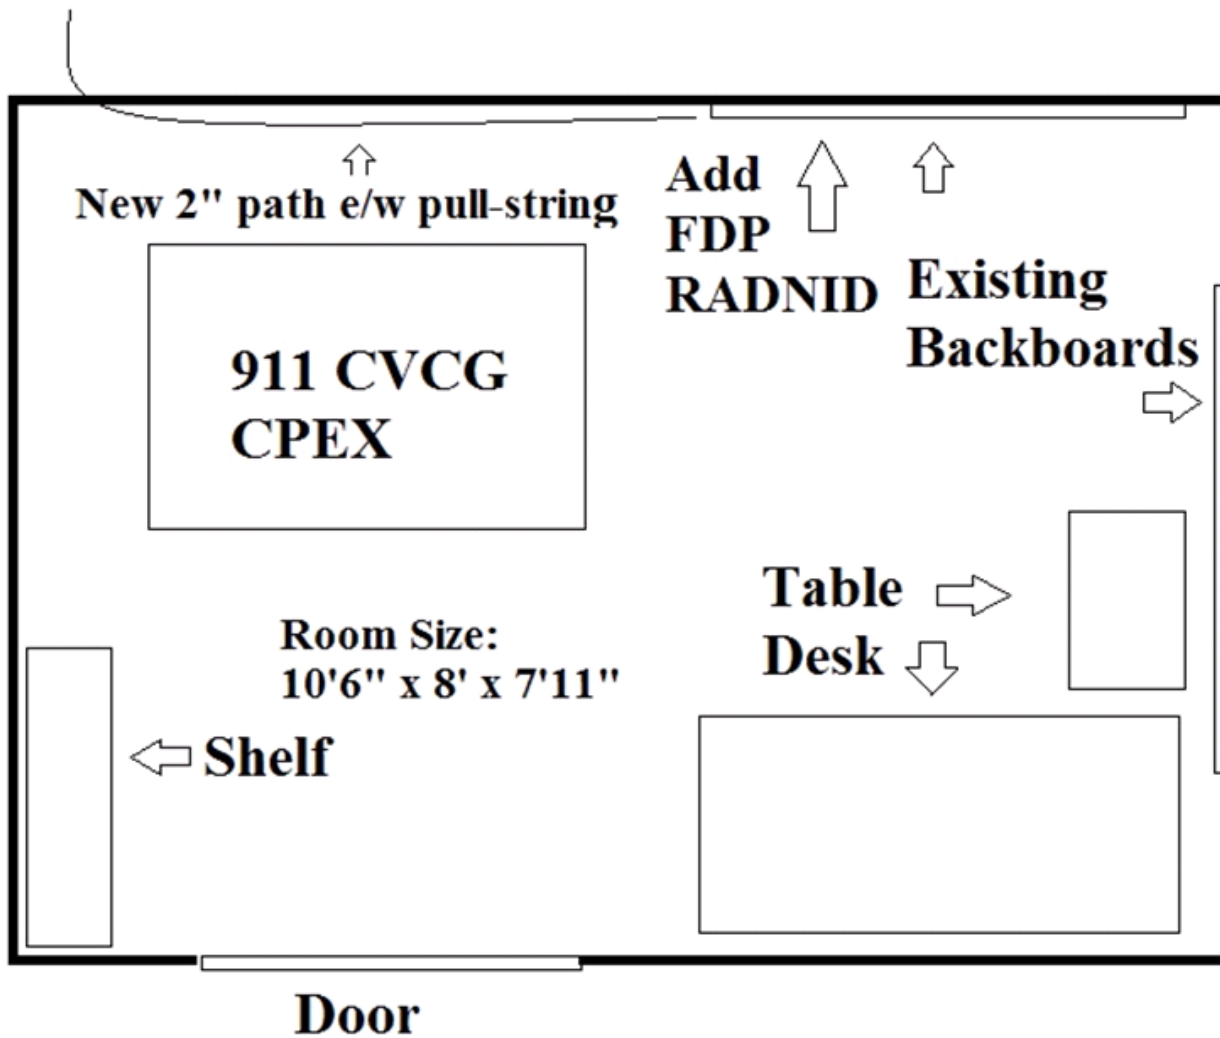 New 2" path e/w pull-string
Add
FDP
RADNID
Existing
Backboards
911 CVCG
CPEX
Table
Desk
Room Size:
10'6" x 8' x 7'11"
Shelf
Door